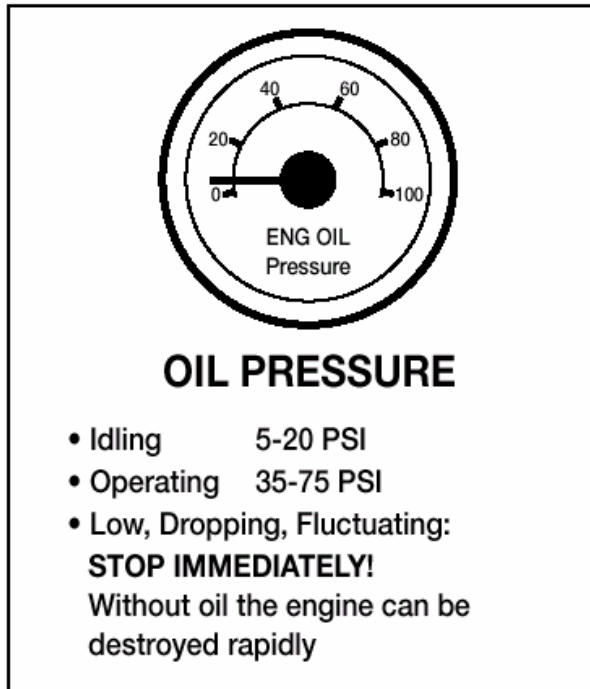 40 60
20 80
0 100
ENG OIL
Pressure
OIL PRESSURE
• Idling 5-20 PSI
• Operating 35-75 PSI
• Low, Dropping, Fluctuating:
STOP IMMEDIATELY!
Without oil the engine can be
destroyed rapidly